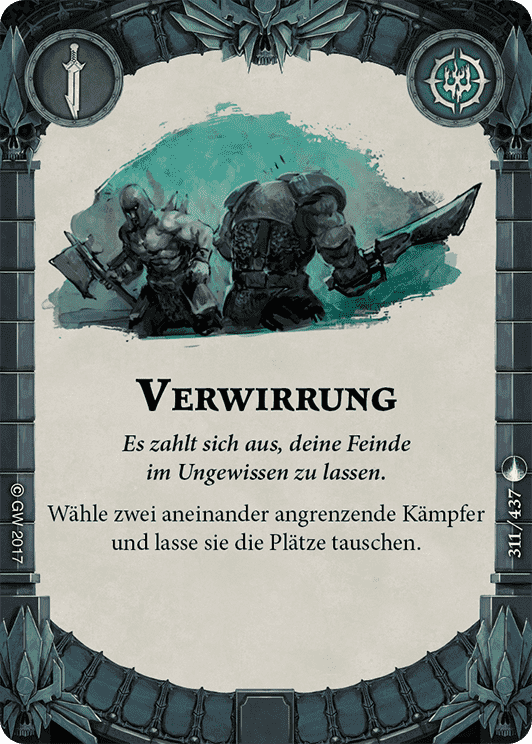 VERWIRRUNG
Es zahlt sich aus, deine Feinde
im Ungewissen zu lassen.
Wähle zwei aneinander angrenzende Kämpfer
und lasse sie die Plätze tauschen.
© GW 2017
311/437